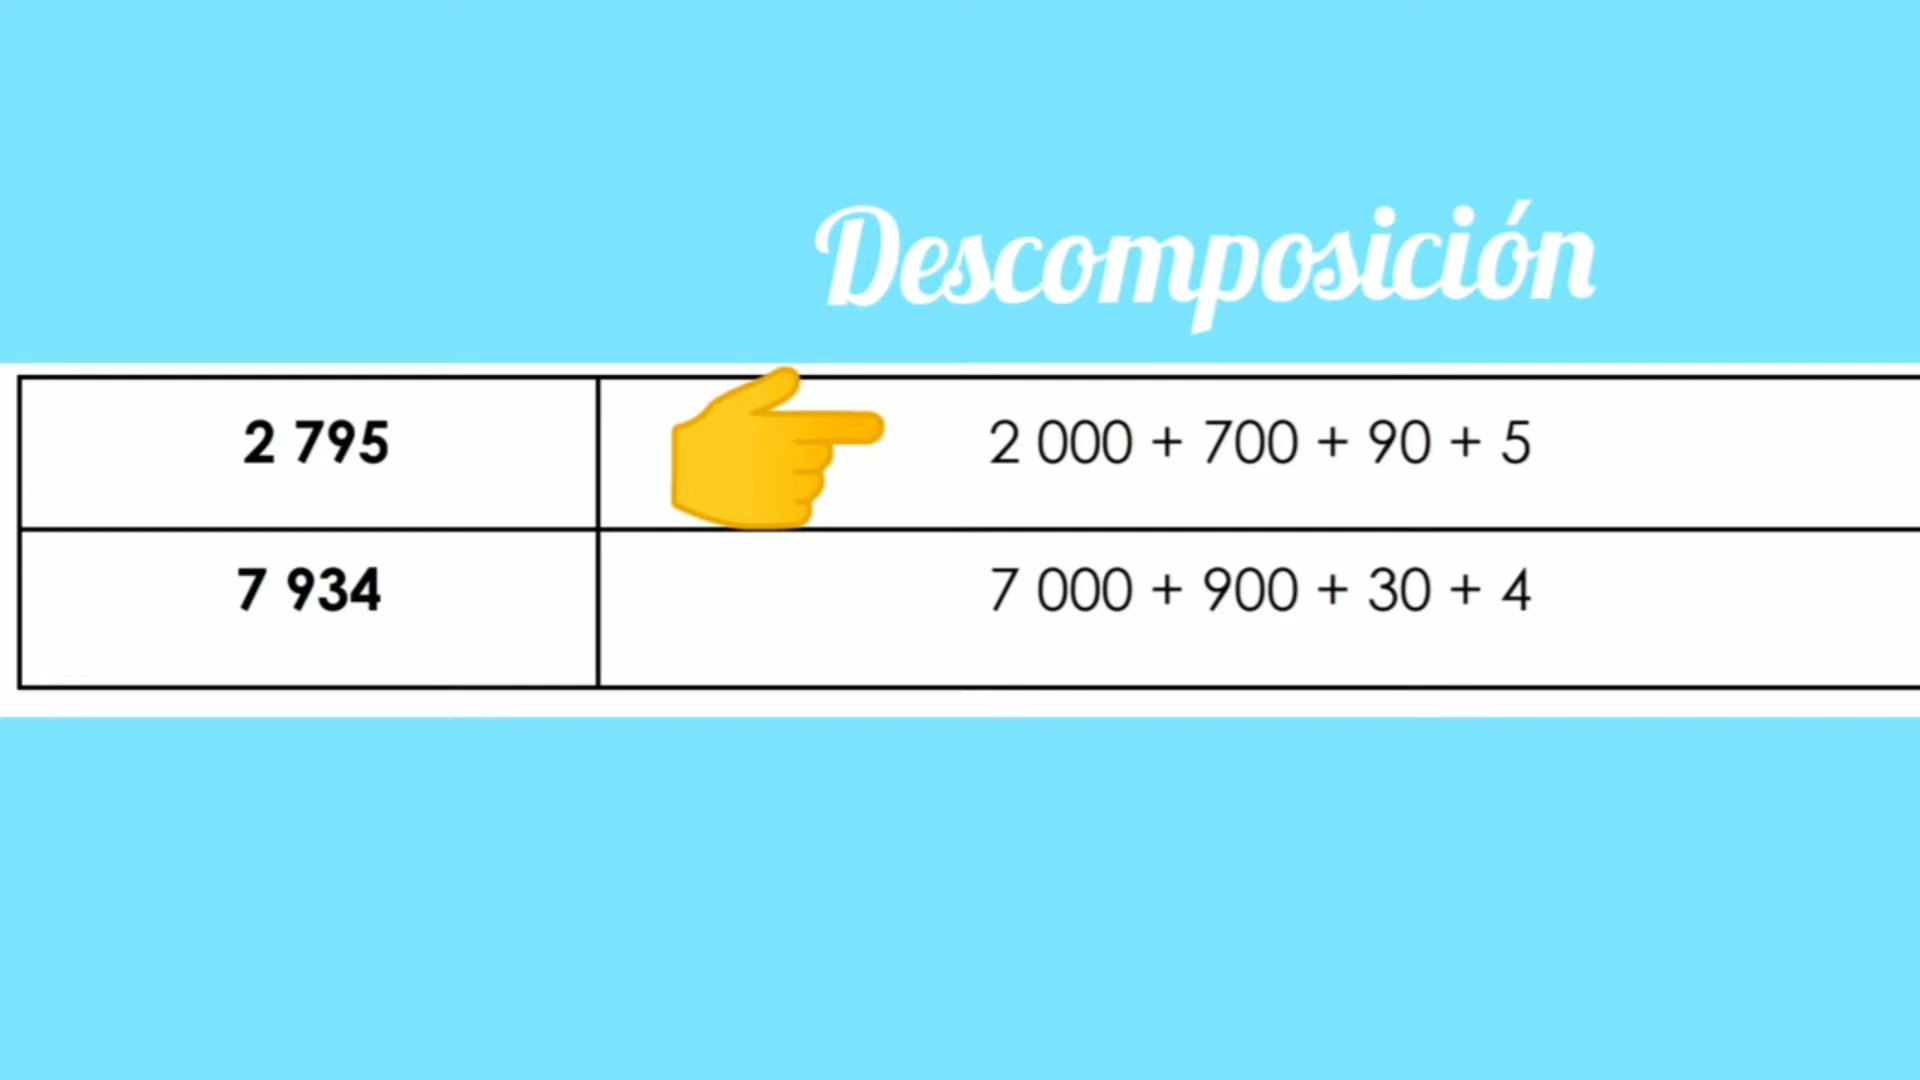 Descomposición
2 795 2 000 + 700 + 90 + 5
7 934 7 000 + 900 + 30 + 4